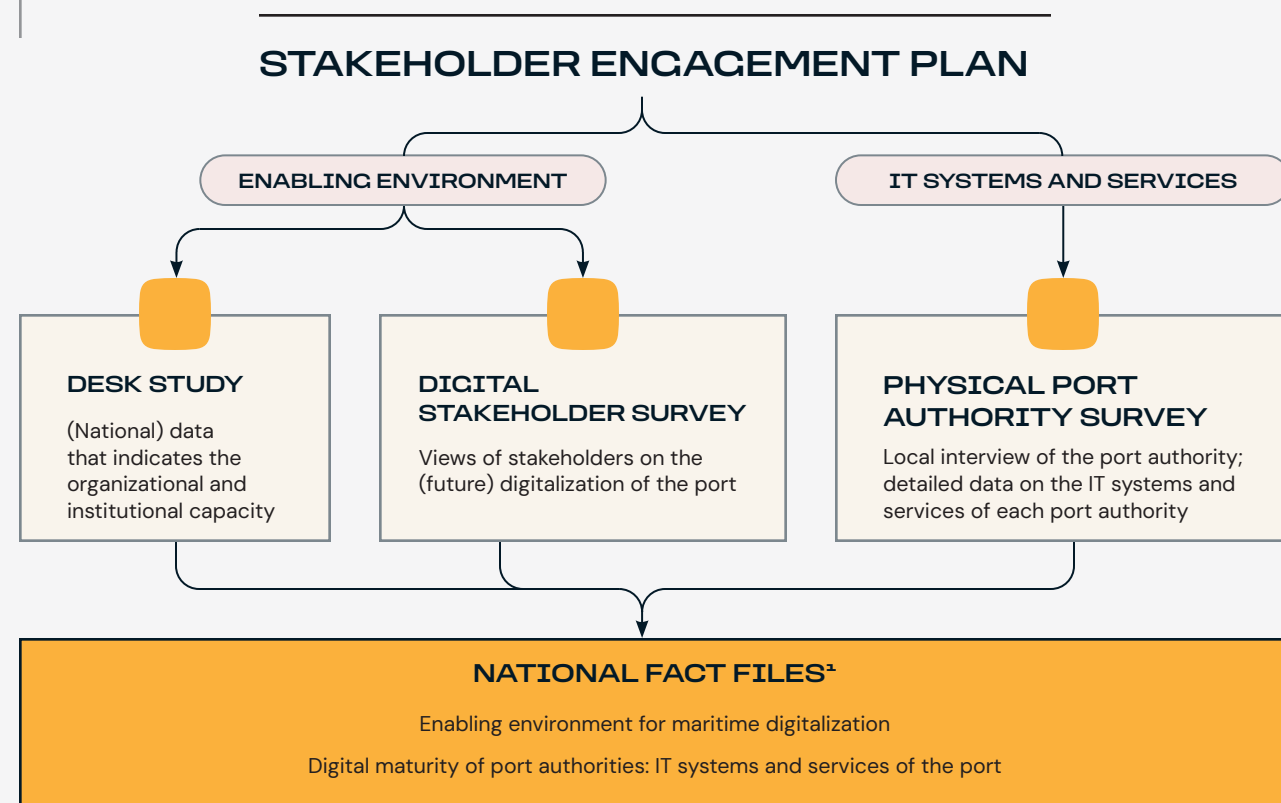 STAKEHOLDER ENGAGEMENT PLAN
ENABLING ENVIRONMENT
IT SYSTEMS AND SERVICES
DESK STUDY
(National) data
that indicates the
organizational and
institutional capacity
DIGITAL
STAKEHOLDER SURVEY
Views of stakeholders on the
(future) digitalization of the port
PHYSICAL PORT
AUTHORITY SURVEY
Local interview of the port authority;
detailed data on the IT systems and
services of each port authority
NATIONAL FACT FILES¹
Enabling environment for maritime digitalization
Digital maturity of port authorities: IT systems and services of the port